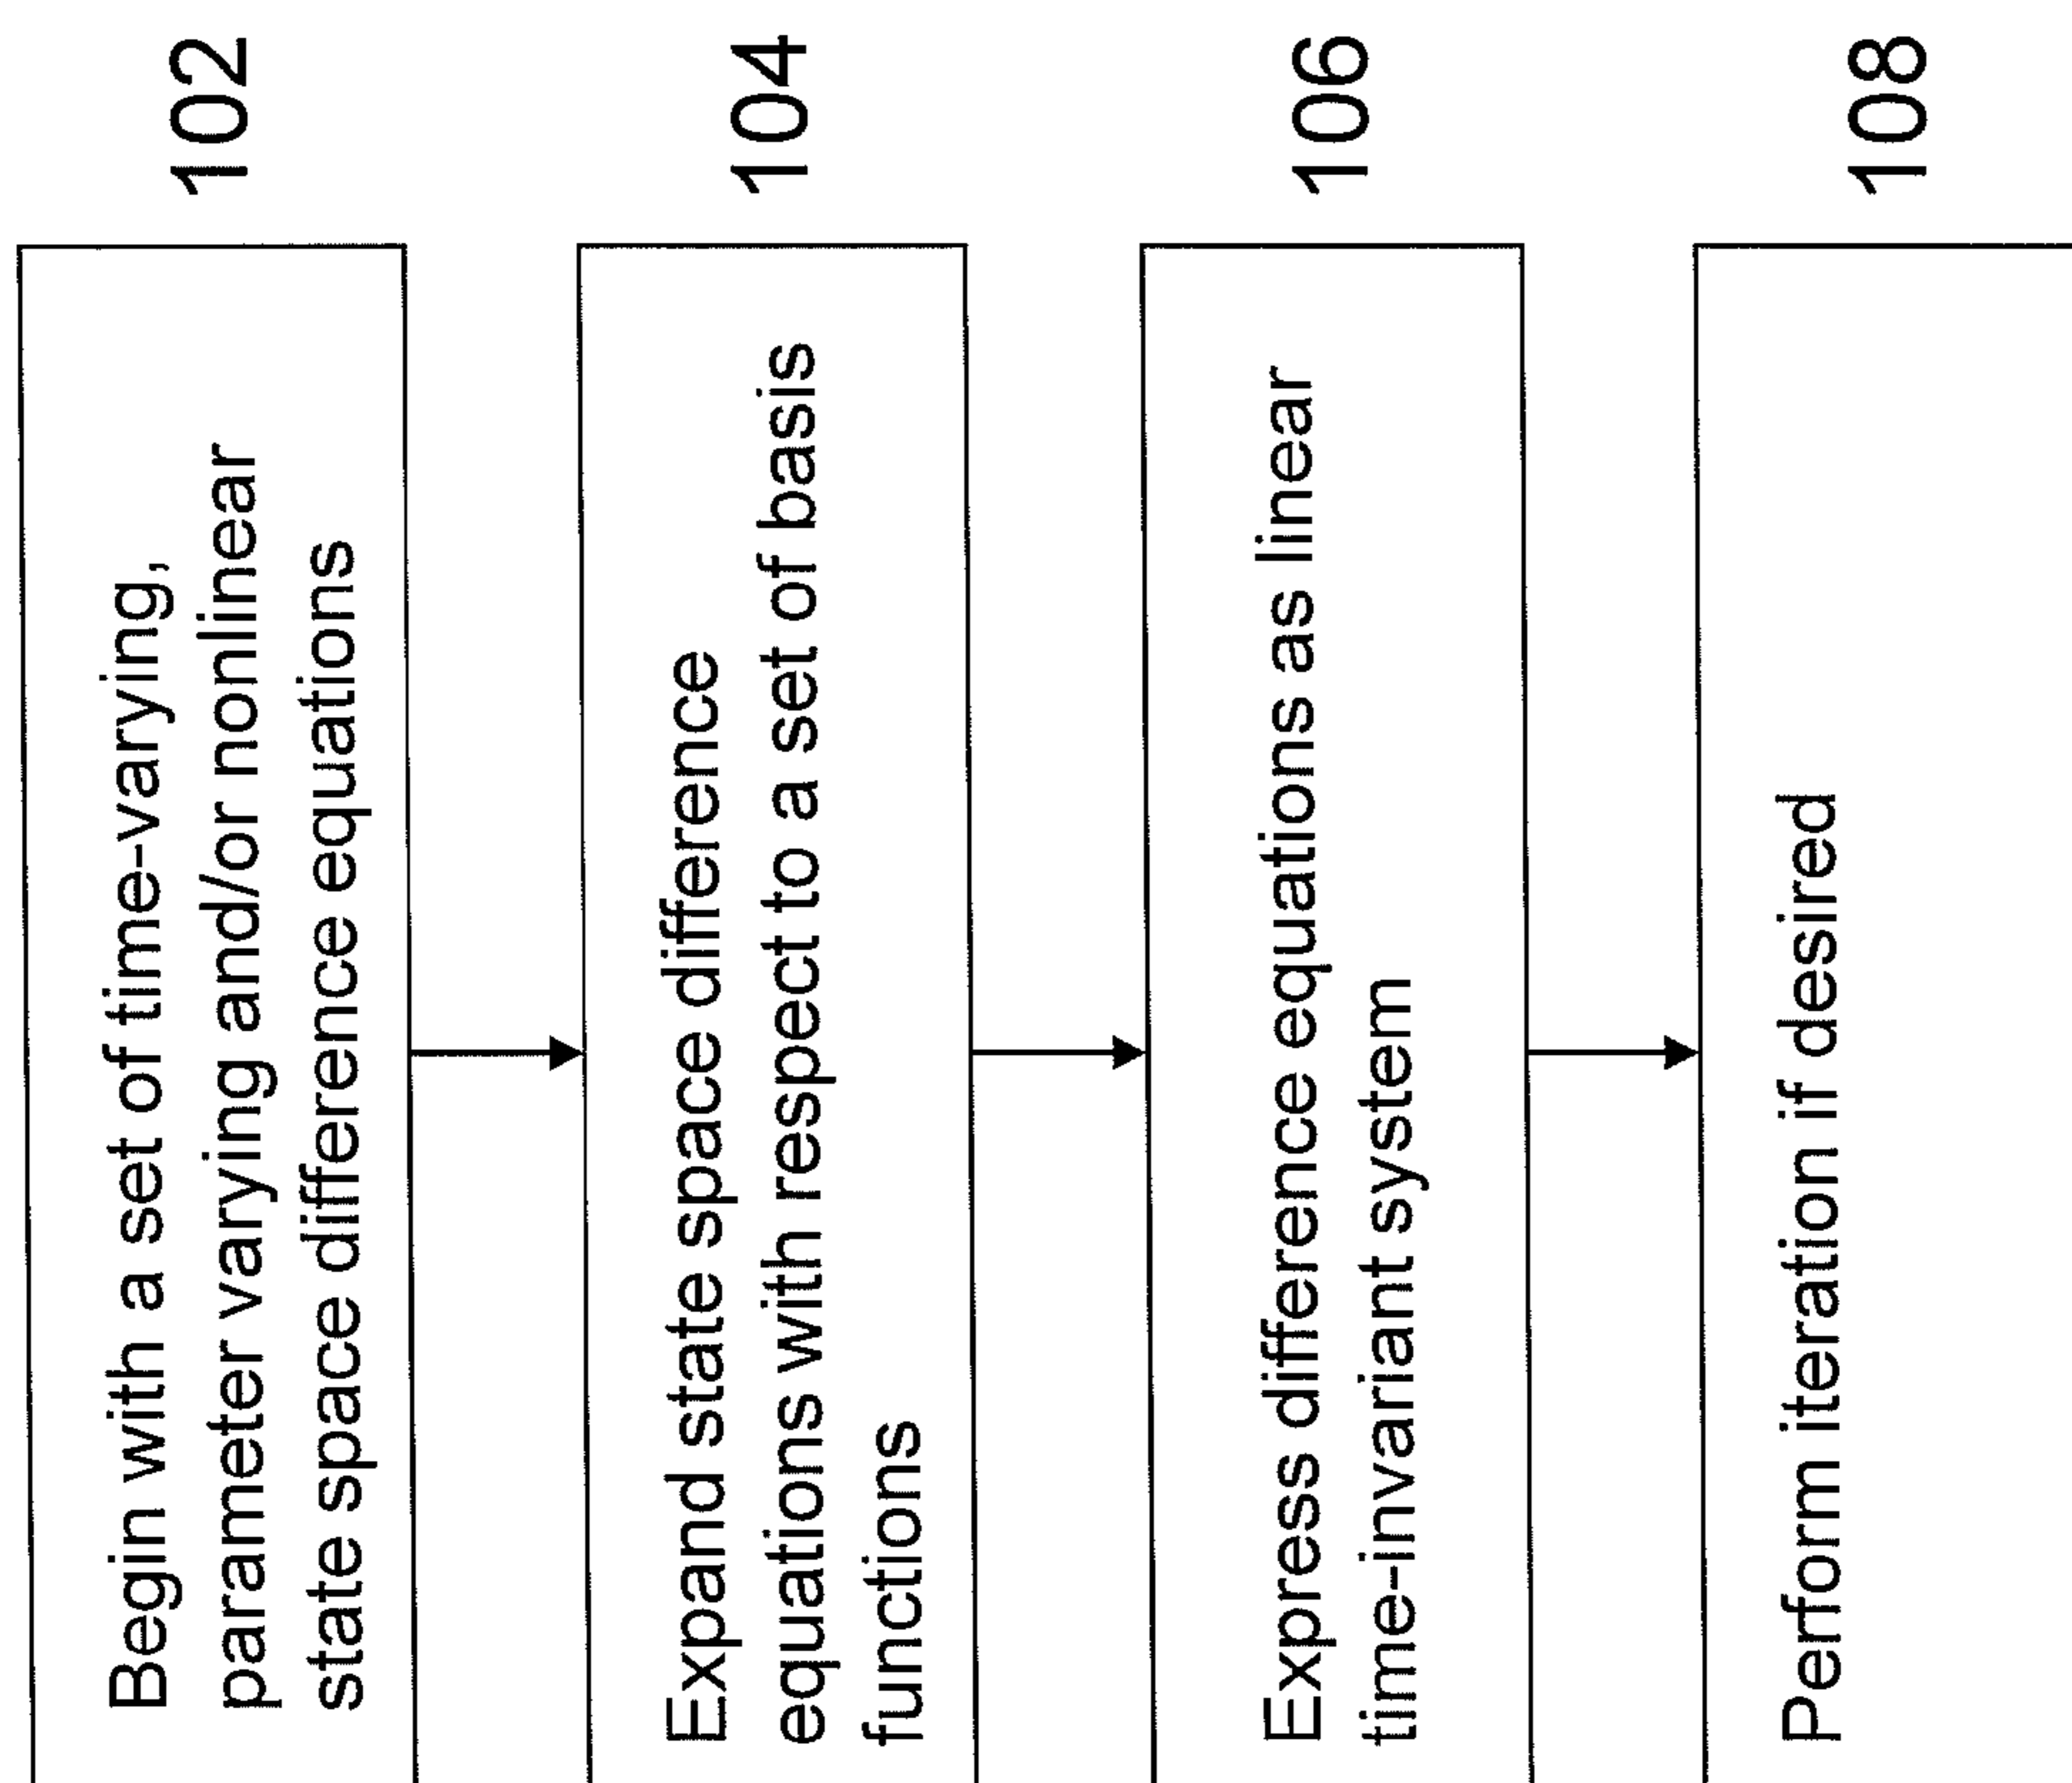 Begin with a set of time-varying,
parameter varying and/or nonlinear
state space difference equations
102
Expand state space difference
equations with respect to a set of basis
functions
104
Express difference equations as linear
time-invariant system
106
Perform iteration if desired
108